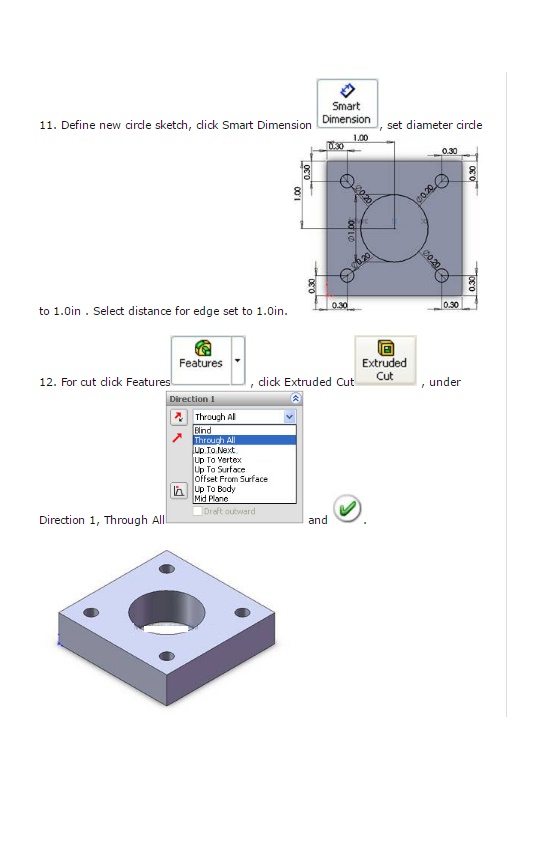 11. Define new circle sketch, click Smart Dimension Smart Dimension , set diameter circle
1.00
0.30 0.30
0.30 0.30
1.00
Ø0.20 Ø0.20
Ø1.00
Ø0.20 Ø0.20
0.30 0.30
0.30 0.30
to 1.0in . Select distance for edge set to 1.0in.
12. For cut click Features Features , click Extruded Cut Extruded Cut , under
Direction 1
Through All
Blind
Through All
Up To Next
Up To Vertex
Up To Surface
Offset From Surface
Up To Body
Mid Plane
Draft outward
Direction 1, Through All and .